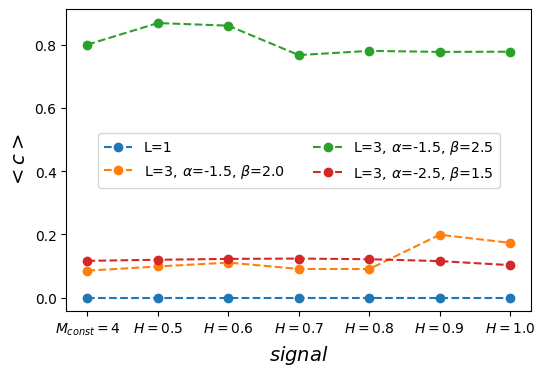 <c>
0.8
0.6
0.4
0.2
0.0
L=1
L=3, α=-1.5, β=2.0
L=3, α=-1.5, β=2.5
L=3, α=-2.5, β=1.5
M_const = 4 H = 0.5 H = 0.6 H = 0.7 H = 0.8 H = 0.9 H = 1.0
signal